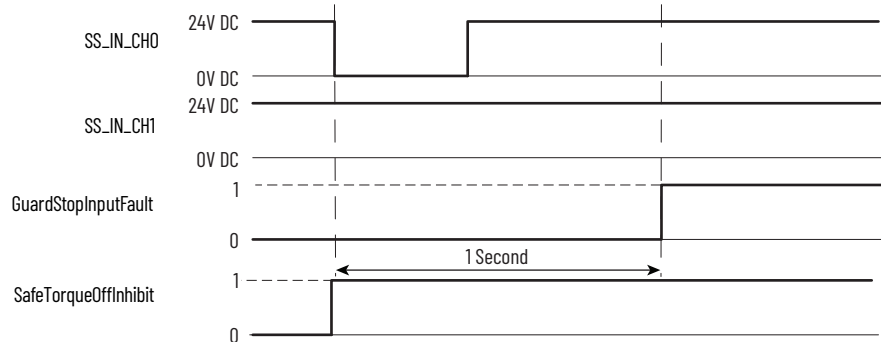 24V DC
SS_IN_CH0
0V DC
24V DC
SS_IN_CH1
0V DC
1
GuardStopInputFault
0
1 Second
1
SafeTorqueOffInhibit
0